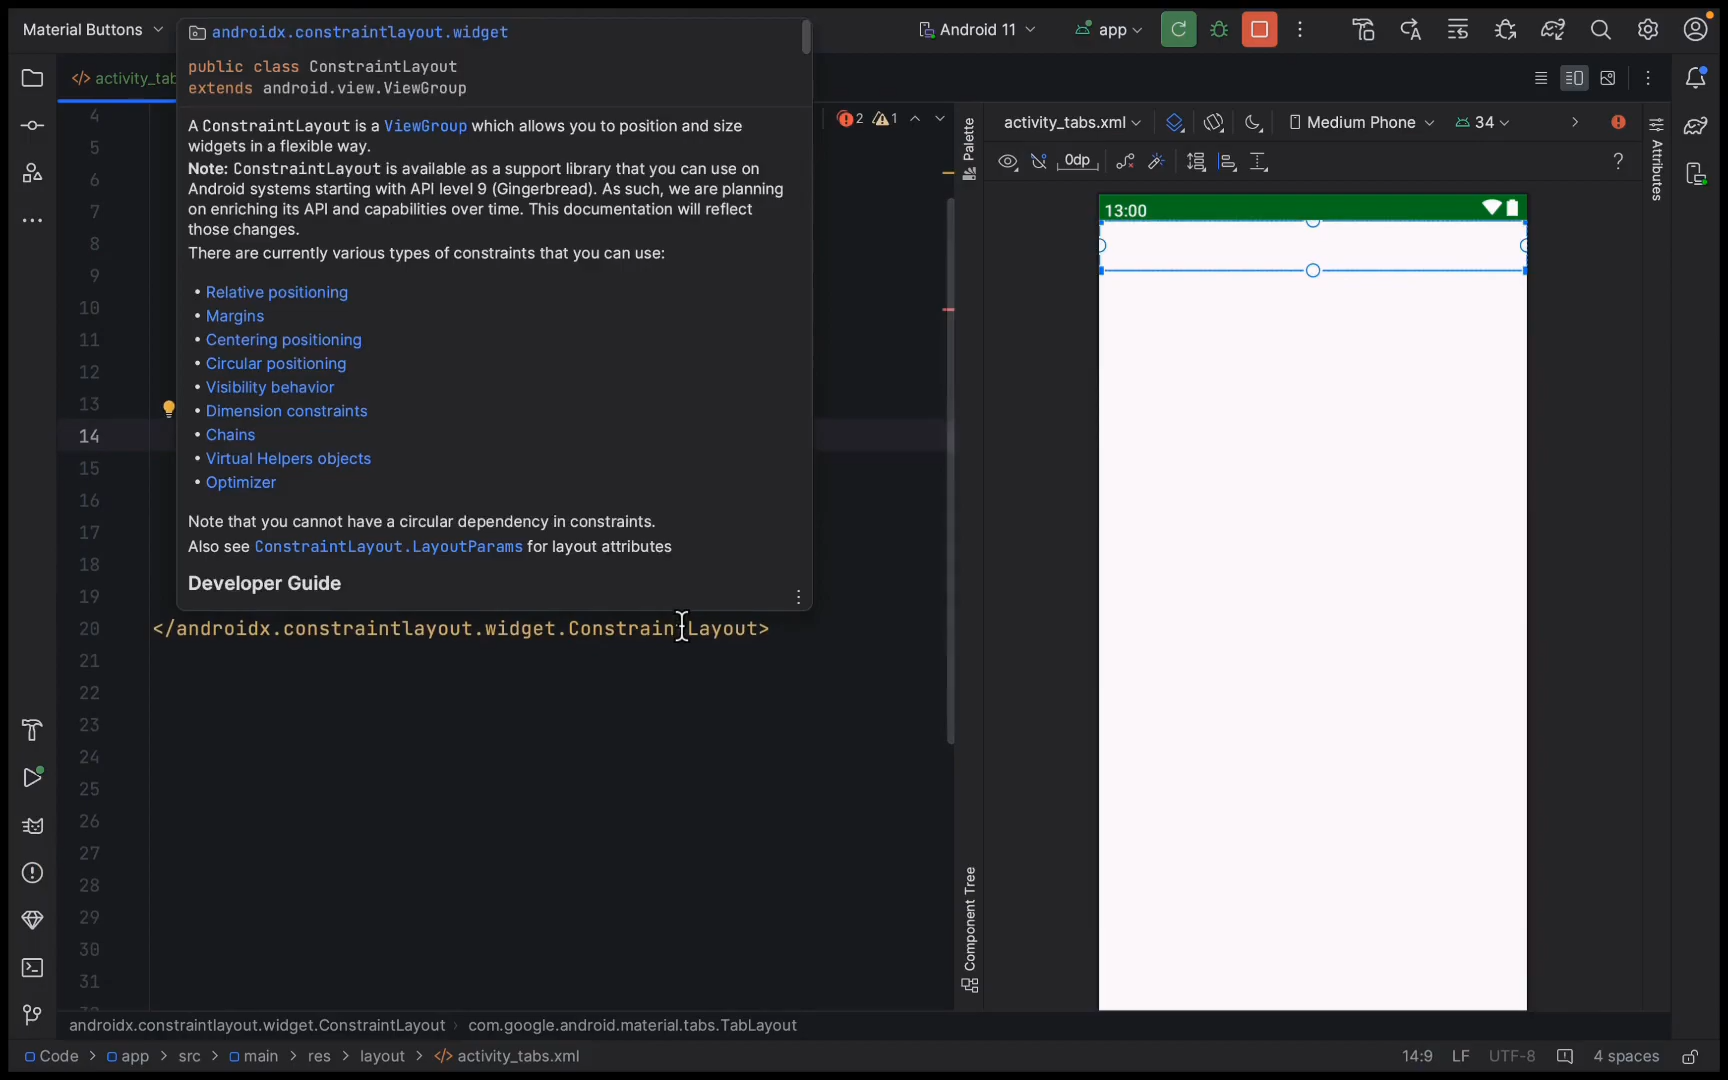 Material Buttons
Android 11
app
activity_tab
androidx.constraintlayout.widget
public class ConstraintLayout
extends android.view.ViewGroup
A ConstraintLayout is a ViewGroup which allows you to position and size
widgets in a flexible way.
Note: ConstraintLayout is available as a support library that you can use on
Android systems starting with API level 9 (Gingerbread). As such, we are planning
on enriching its API and capabilities over time. This documentation will reflect
those changes.
There are currently various types of constraints that you can use:
• Relative positioning
• Margins
• Centering positioning
• Circular positioning
• Visibility behavior
• Dimension constraints
• Chains
• Virtual Helpers objects
• Optimizer
Note that you cannot have a circular dependency in constraints.
Also see ConstraintLayout.LayoutParams for layout attributes
Developer Guide
4
5
6
7
8
9
10
11
12
13
14
15
16
17
18
19
20 </androidx.constraintlayout.widget.ConstraintLayout>
21
22
23
24
25
26
27
28
29
30
31
2 1
Palette
Component Tree
activity_tabs.xml
Medium Phone
34
0dp
?
Attributes
13:00
androidx.constraintlayout.widget.ConstraintLayout › com.google.android.material.tabs.TabLayout
Code > app > src > main > res > layout > </> activity_tabs.xml
14:9 LF UTF-8 4 spaces